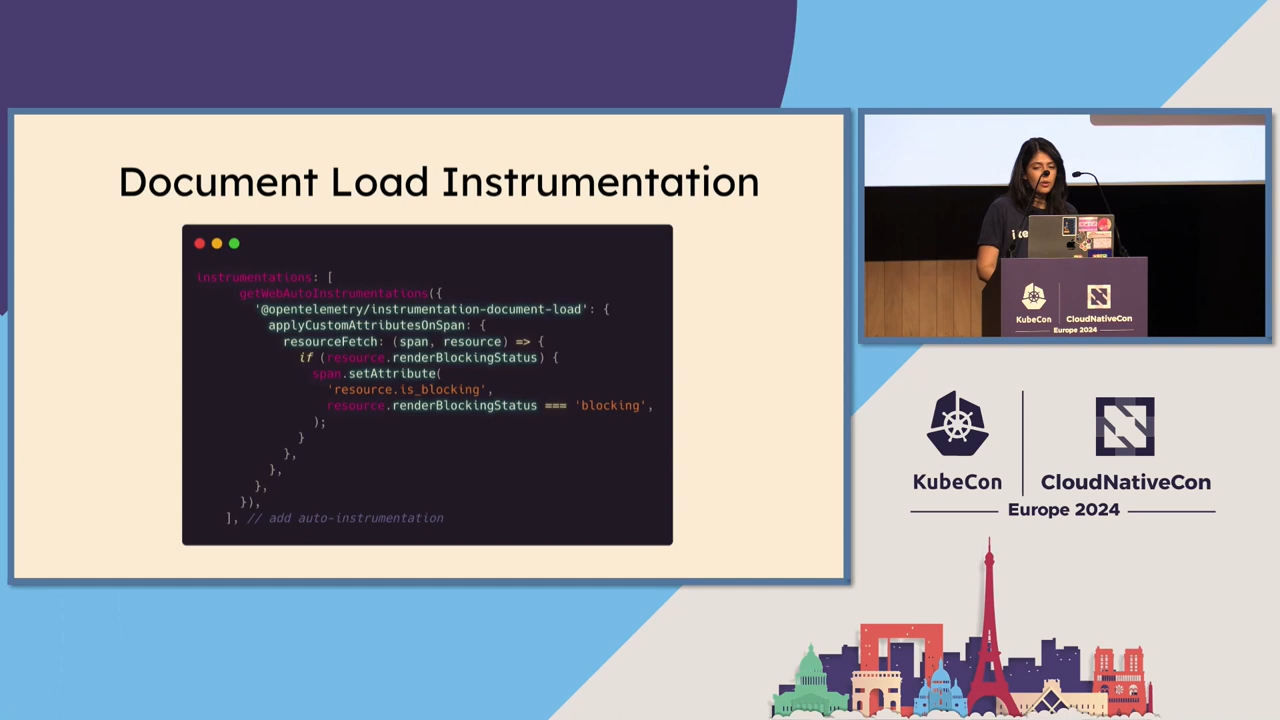 Document Load Instrumentation
instrumentations: [
getWebAutoInstrumentations({
'@opentelemetry/instrumentation-document-load': {
applyCustomAttributesOnSpan: {
resourceFetch: (span, resource) => {
if (resource.renderBlockingStatus) {
span.setAttribute(
'resource.is_blocking',
resource.renderBlockingStatus === 'blocking',
);
}
},
},
},
}),
], // add auto-instrumentation
KubeCon
CloudNativeCon
Europe 2024
KubeCon
CloudNativeCon
Europe 2024